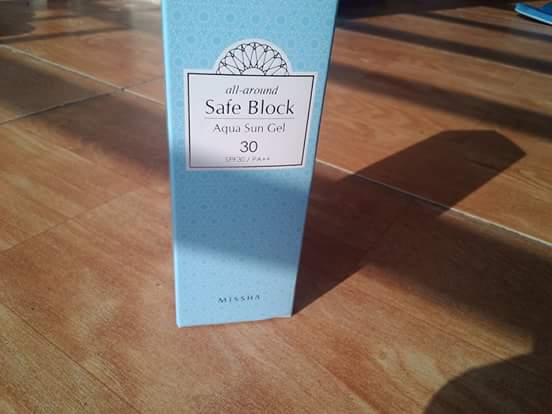 all-around
Safe Block
Aqua Sun Gel
30
SPF30 / PA++
MISSHA